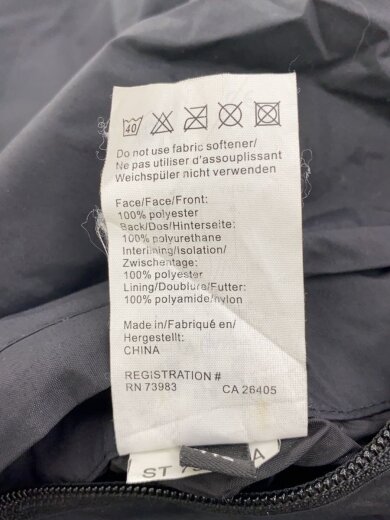 40
Do not use fabric softener/
Ne pas utiliser d'assouplissant
Weichspüler nicht verwenden
Face/Face/Front:
100% polyester
Back/Dos/Hinterseite:
100% polyurethane
Interlining/Isolation/
Zwischentage:
100% polyester
Lining/Doublure/Futter:
100% polyamide/nylon
Made in/Fabriqué en/
Hergestellt:
CHINA
REGISTRATION #
RN 73983 CA 26405
ST